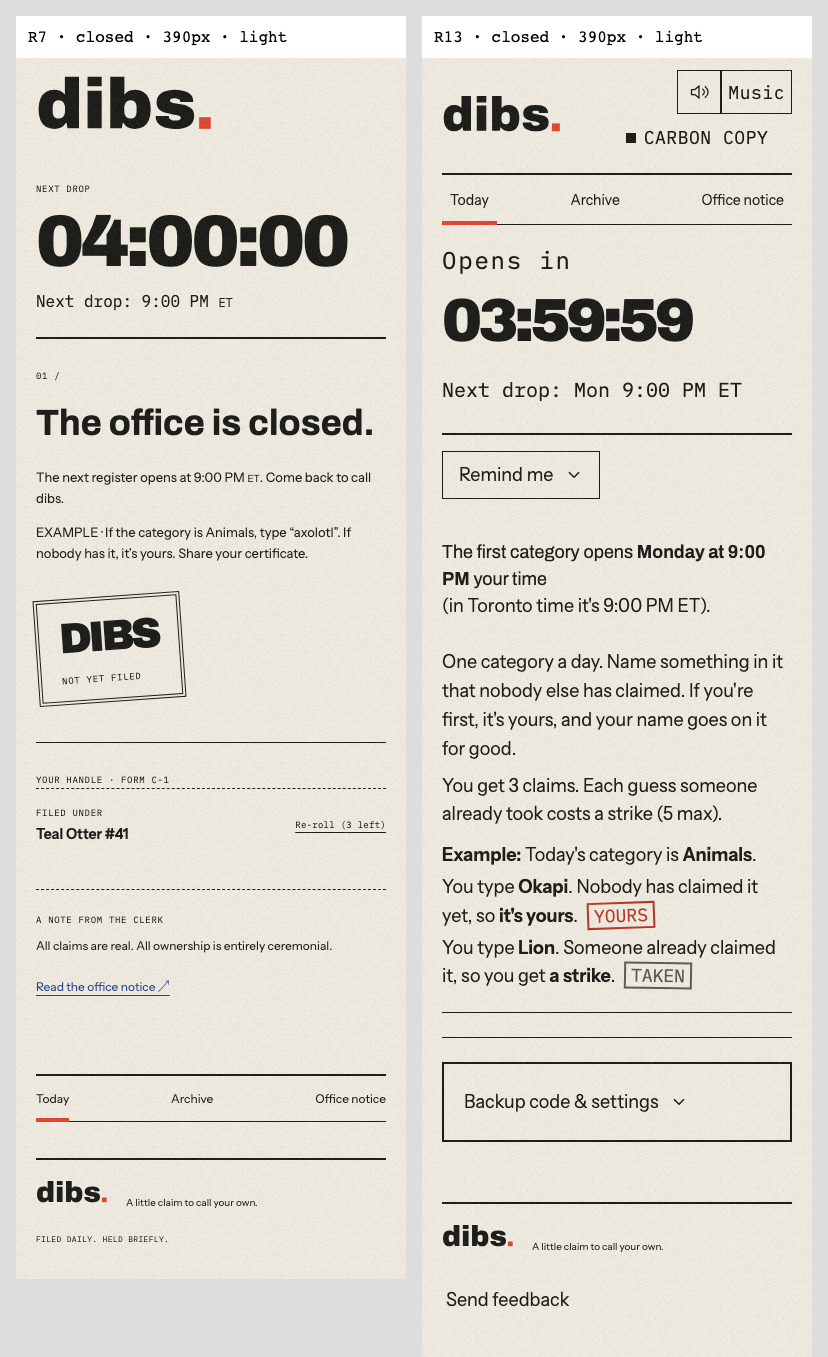 R7 · closed · 390px · light
dibs.
NEXT DROP
04:00:00
Next drop: 9:00 PM ET
01 /
The office is closed.
The next register opens at 9:00 PM ET. Come back to call
dibs.
EXAMPLE · If the category is Animals, type “axolotl”. If
nobody has it, it’s yours. Share your certificate.
DIBS
NOT YET FILED
YOUR HANDLE · FORM C-1
FILED UNDER
Teal Otter #41
Re-roll (3 left)
A NOTE FROM THE CLERK
All claims are real. All ownership is entirely ceremonial.
Read the office notice ↗
Today Archive Office notice
dibs. A little claim to call your own.
FILED DAILY. HELD BRIEFLY.
R13 · closed · 390px · light
Music
dibs.
CARBON COPY
Today Archive Office notice
Opens in
03:59:59
Next drop: Mon 9:00 PM ET
Remind me
The first category opens Monday at 9:00
PM your time
(in Toronto time it's 9:00 PM ET).
One category a day. Name something in it
that nobody else has claimed. If you're
first, it's yours, and your name goes on it
for good.
You get 3 claims. Each guess someone
already took costs a strike (5 max).
Example: Today's category is Animals.
You type Okapi. Nobody has claimed it
yet, so it's yours. YOURS
You type Lion. Someone already claimed
it, so you get a strike. TAKEN
Backup code & settings
dibs. A little claim to call your own.
Send feedback